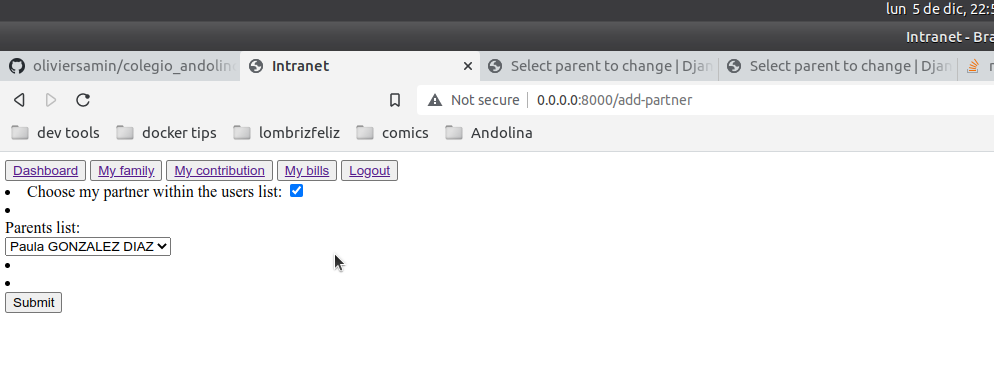 lun 5 de dic, 22:5
Intranet - Bra
oliviersamin/colegio_andolin
Intranet
Select parent to change | Djan
Select parent to change | Djan
Not secure
0.0.0.0:8000/add-partner
dev tools
docker tips
lombrizfeliz
comics
Andolina
Dashboard
My family
My contribution
My bills
Logout
Choose my partner within the users list:
Parents list:
Paula GONZALEZ DIAZ
Submit